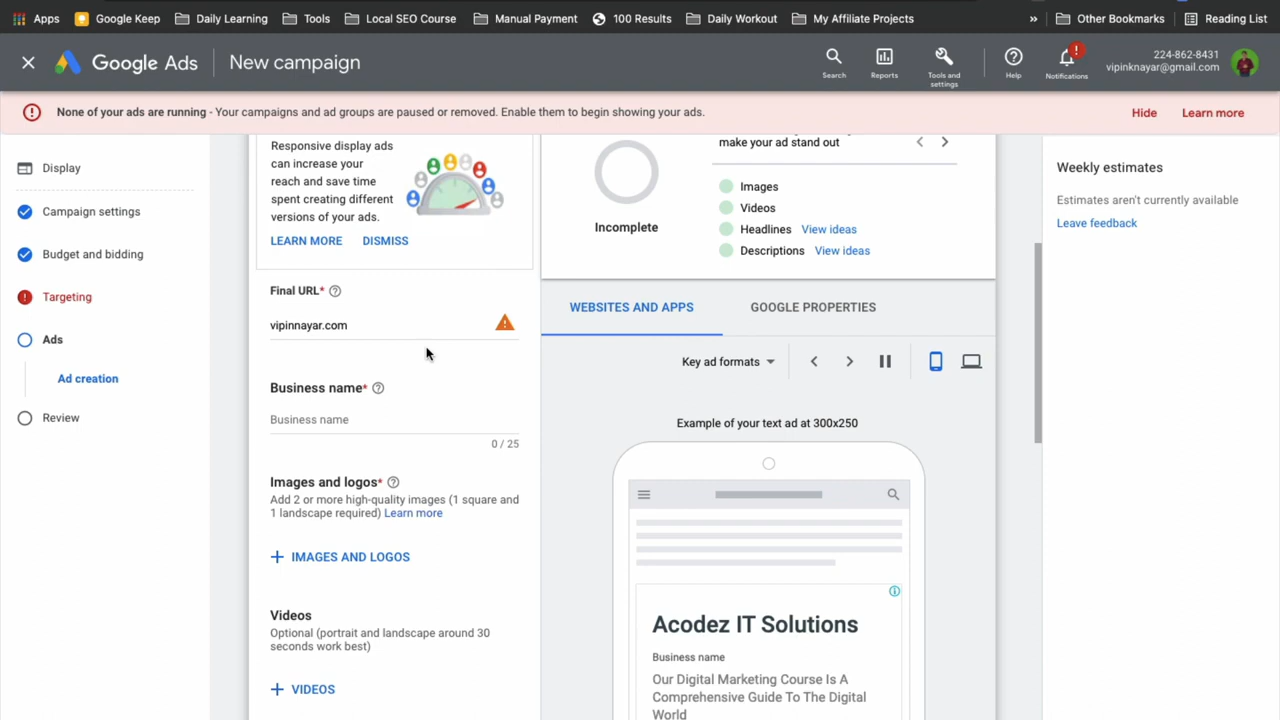 Apps
Google Keep
Daily Learning
Tools
Local SEO Course
Manual Payment
100 Results
Daily Workout
My Affiliate Projects
»
Other Bookmarks
Reading List
Google Ads
New campaign
Search
Reports
Tools and
settings
Help
Notifications
224-862-8431
vipinknayar@gmail.com
None of your ads are running - Your campaigns and ad groups are paused or removed. Enable them to begin showing your ads.
Hide
Learn more
Display
Campaign settings
Budget and bidding
Targeting
Ads
Ad creation
Review
Responsive display ads
can increase your
reach and save time
spent creating different
versions of your ads.
LEARN MORE
DISMISS
Final URL*
vipinnayar.com
Business name*
Business name
0 / 25
Images and logos*
Add 2 or more high-quality images (1 square and
1 landscape required) Learn more
+ IMAGES AND LOGOS
Videos
Optional (portrait and landscape around 30
seconds work best)
+ VIDEOS
Incomplete
make your ad stand out
Images
Videos
Headlines View ideas
Descriptions View ideas
WEBSITES AND APPS
GOOGLE PROPERTIES
Key ad formats
Example of your text ad at 300x250
Acodez IT Solutions
Business name
Our Digital Marketing Course Is A
Comprehensive Guide To The Digital
World
Weekly estimates
Estimates aren't currently available
Leave feedback